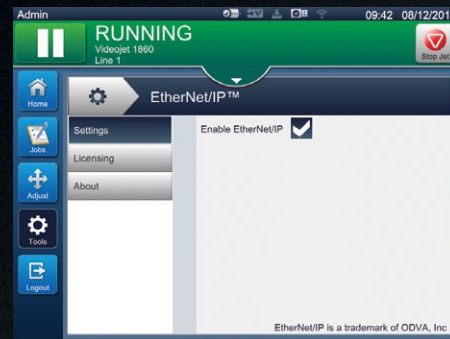 Admin
09:42 08/12/201
RUNNING
Videojet 1860
Line 1
Stop Jet
Home
EtherNet/IP™
Settings
Enable EtherNet/IP
Jobs
Licensing
About
Adjust
Tools
Logout
EtherNet/IP is a trademark of ODVA, Inc